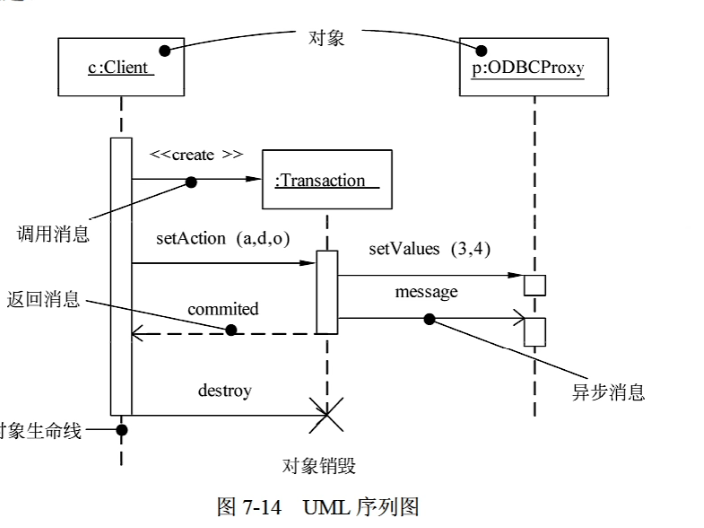 对象
c:Client
p:ODBCProxy
<<create >>
:Transaction
调用消息
setAction (a,d,o)
setValues (3,4)
返回消息
commited
message
destroy
异步消息
对象生命线
对象销毁
图 7-14 UML 序列图